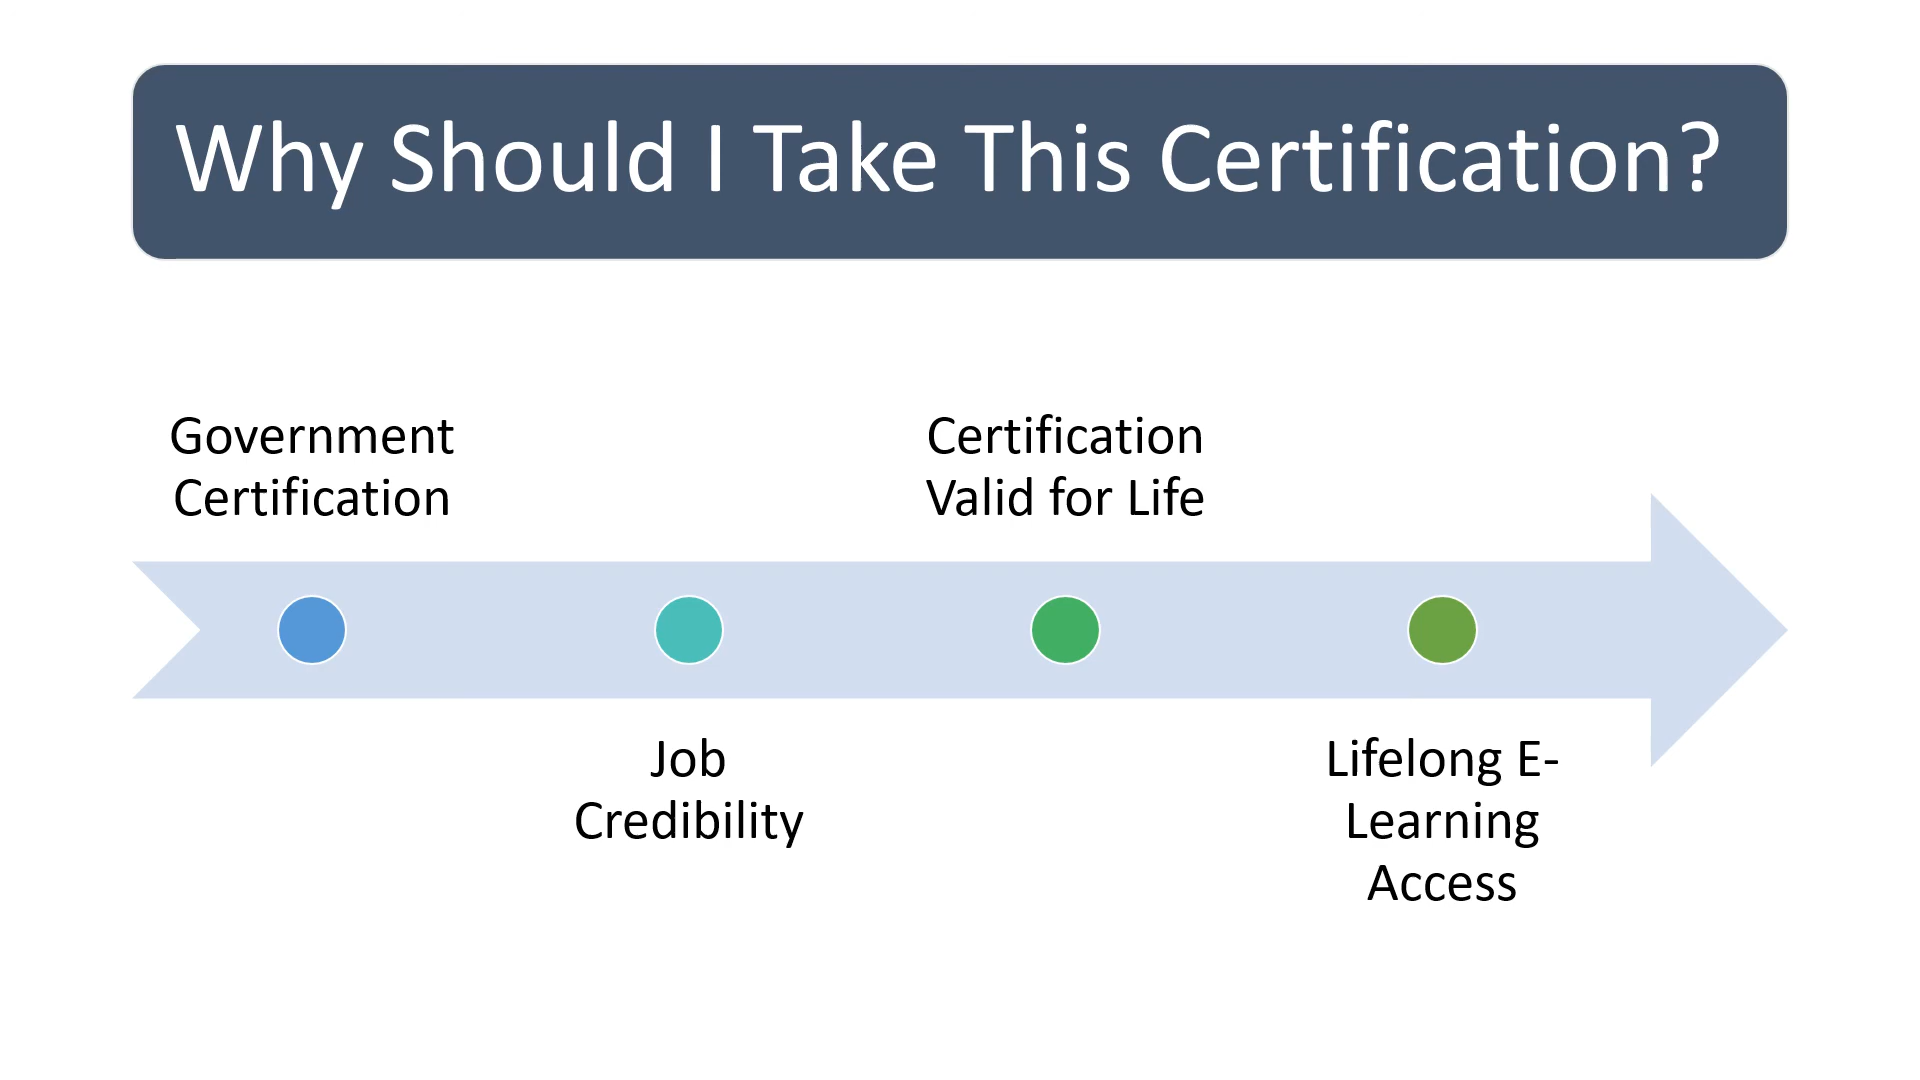 Why Should I Take This Certification?
Government
Certification
Job
Credibility
Certification
Valid for Life
Lifelong E-
Learning
Access